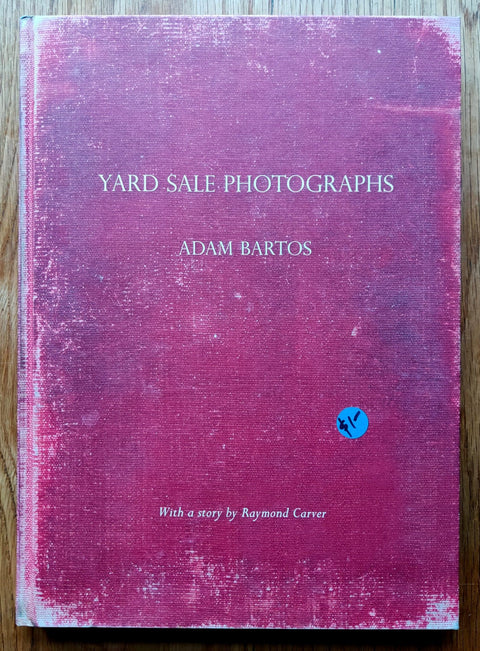 YARD SALE PHOTOGRAPHS
ADAM BARTOS
With a story by Raymond Carver